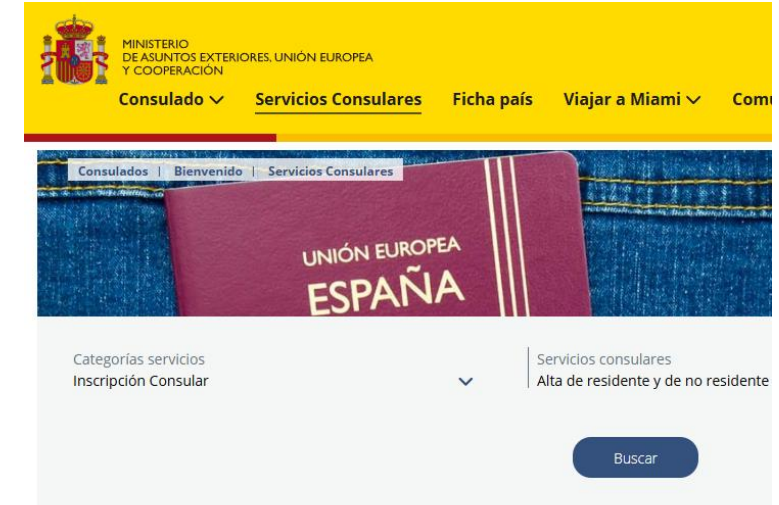 MINISTERIO
DE ASUNTOS EXTERIORES, UNIÓN EUROPEA
Y COOPERACIÓN
Consulado Servicios Consulares Ficha país Viajar a Miami
Consulados | Bienvenido | Servicios Consulares
UNIÓN EUROPEA
ESPAÑA
Categorías servicios
Inscripción Consular
Servicios consulares
Alta de residente y de no residente
Buscar